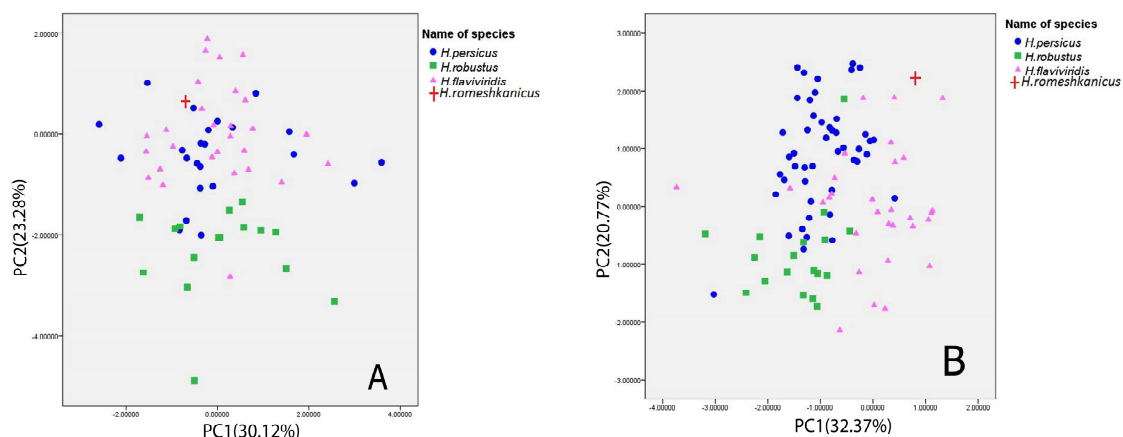 2.00000
0.00000
-2.00000
-4.00000
-2.00000
0.00000
2.00000
4.00000
PC2(23.28%)
PC1(30.12%)
A
Name of species
H.persicus
H.robustus
H.flaviviridis
H.romeshkanicus
3.00000
2.00000
1.00000
0.00000
-1.00000
-2.00000
-3.00000
-4.00000
-3.00000
-2.00000
-1.00000
0.00000
1.00000
2.00000
PC2(20.77%)
PC1(32.37%)
B
Name of species
H.persicus
H.robustus
H.flaviviridis
H.romeshkanicus